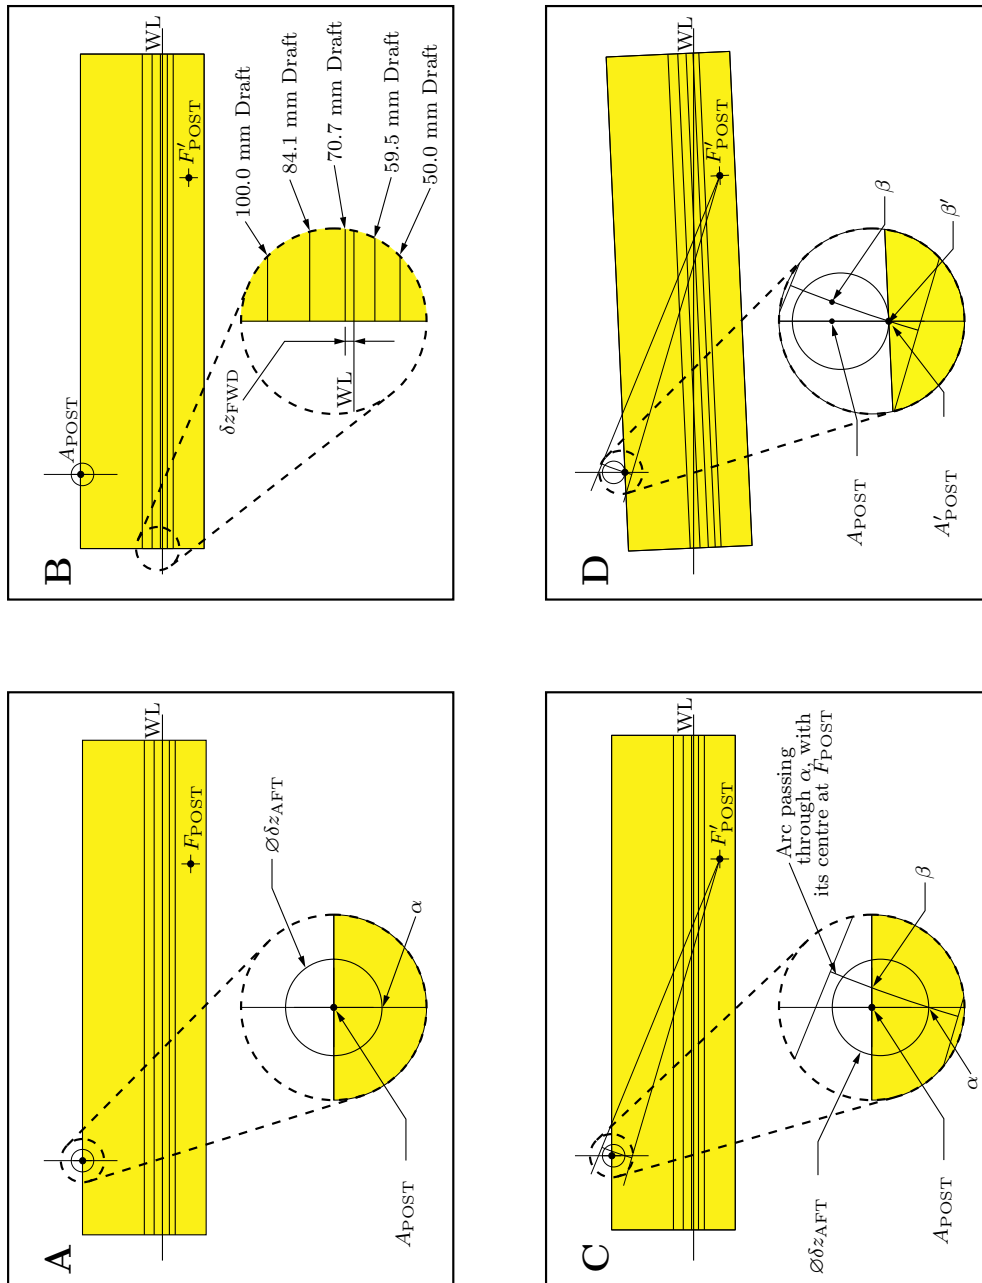 A
WL
F_POST
Ø δz_AFT
α
A_POST
B
A_POST
WL
F′_POST
100.0 mm Draft
84.1 mm Draft
70.7 mm Draft
59.5 mm Draft
50.0 mm Draft
δz_FWD
WL
C
WL
F′_POST
Arc passing
through α, with
its centre at F_POST
β
Ø δz_AFT
A_POST
α
D
WL
F′_POST
β
β′
A_POST
A′_POST